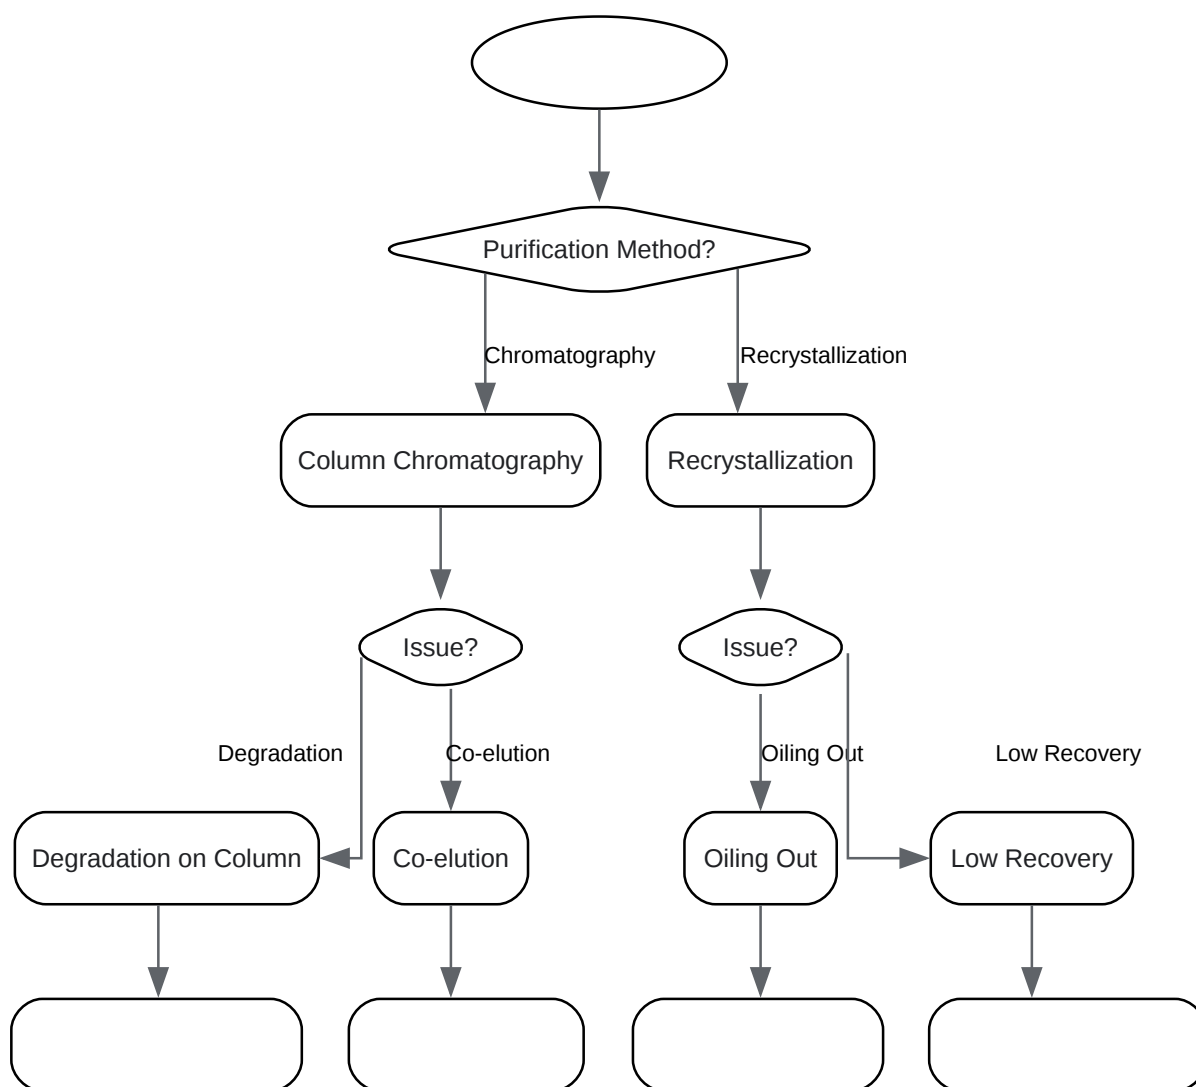 Purification Method?
Chromatography
Recrystallization
Column Chromatography
Recrystallization
Issue?
Issue?
Degradation
Co-elution
Oiling Out
Low Recovery
Degradation on Column
Co-elution
Oiling Out
Low Recovery